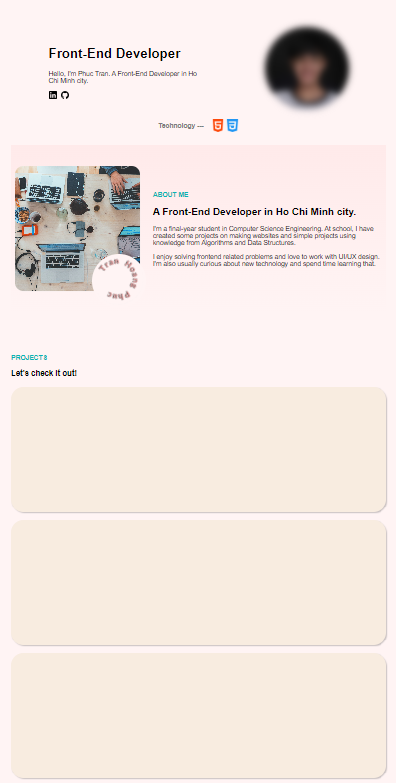 Front-End Developer
Hello, I'm Phuc Tran. A Front-End Developer in Ho
Chi Minh city.
in
Technology ---
5
3
ABOUT ME
A Front-End Developer in Ho Chi Minh city.
I'm a final-year student in Computer Science Engineering. At school, I have
created some projects on making websites and simple projects using
knowledge from Algorithms and Data Structures.
I enjoy solving frontend related problems and love to work with UI/UX design.
I'm also usually curious about new technology and spend time learning that.
Tran Hoang Phuc
PROJECTS
Let's check it out!